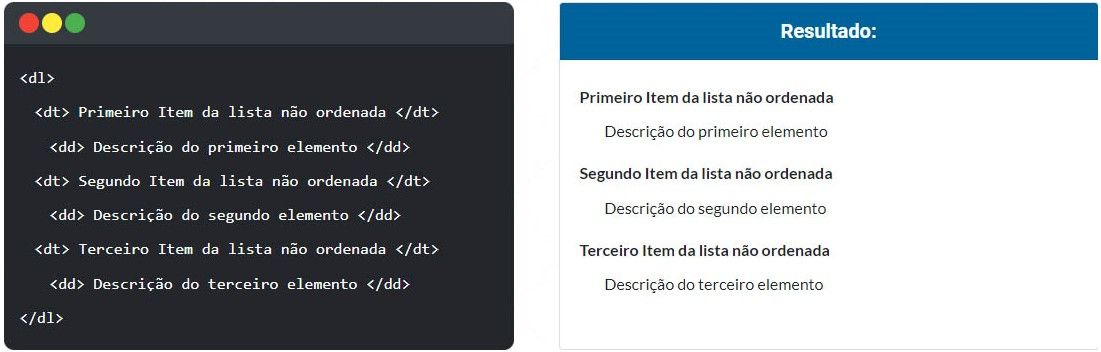 <dl>
<dt> Primeiro Item da lista não ordenada </dt>
<dd> Descrição do primeiro elemento </dd>
<dt> Segundo Item da lista não ordenada </dt>
<dd> Descrição do segundo elemento </dd>
<dt> Terceiro Item da lista não ordenada </dt>
<dd> Descrição do terceiro elemento </dd>
</dl>
Resultado:
Primeiro Item da lista não ordenada
Descrição do primeiro elemento
Segundo Item da lista não ordenada
Descrição do segundo elemento
Terceiro Item da lista não ordenada
Descrição do terceiro elemento